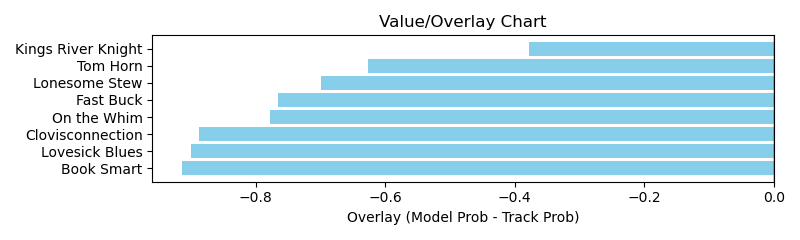 Value/Overlay Chart
Kings River Knight
Tom Horn
Lonesome Stew
Fast Buck
On the Whim
Clovisconnection
Lovesick Blues
Book Smart
−0.8 −0.6 −0.4 −0.2 0.0
Overlay (Model Prob - Track Prob)